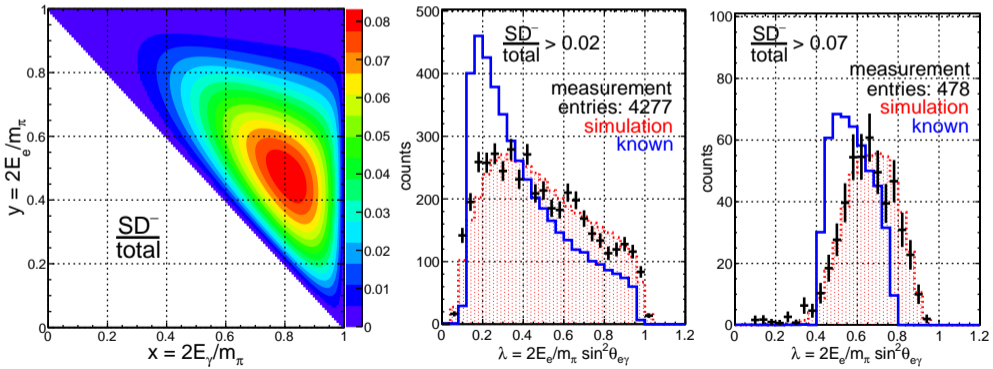 1
0.8
0.6
0.4
0.2
0
0 0.2 0.4 0.6 0.8 1
y = 2Eₑ/m_π
x = 2E_γ/m_π
SD⁻
total
0.08
0.07
0.06
0.05
0.04
0.03
0.02
0.01
0
500
400
300
200
100
0
counts
SD⁻
total > 0.02
measurement
entries: 4277
simulation
known
0 0.2 0.4 0.6 0.8 1 1.2
λ = 2Eₑ/m_π sin²θ_eγ
100
80
60
40
20
0
counts
SD⁻
total > 0.07
measurement
entries: 478
simulation
known
0 0.2 0.4 0.6 0.8 1 1.2
λ = 2Eₑ/m_π sin²θ_eγ